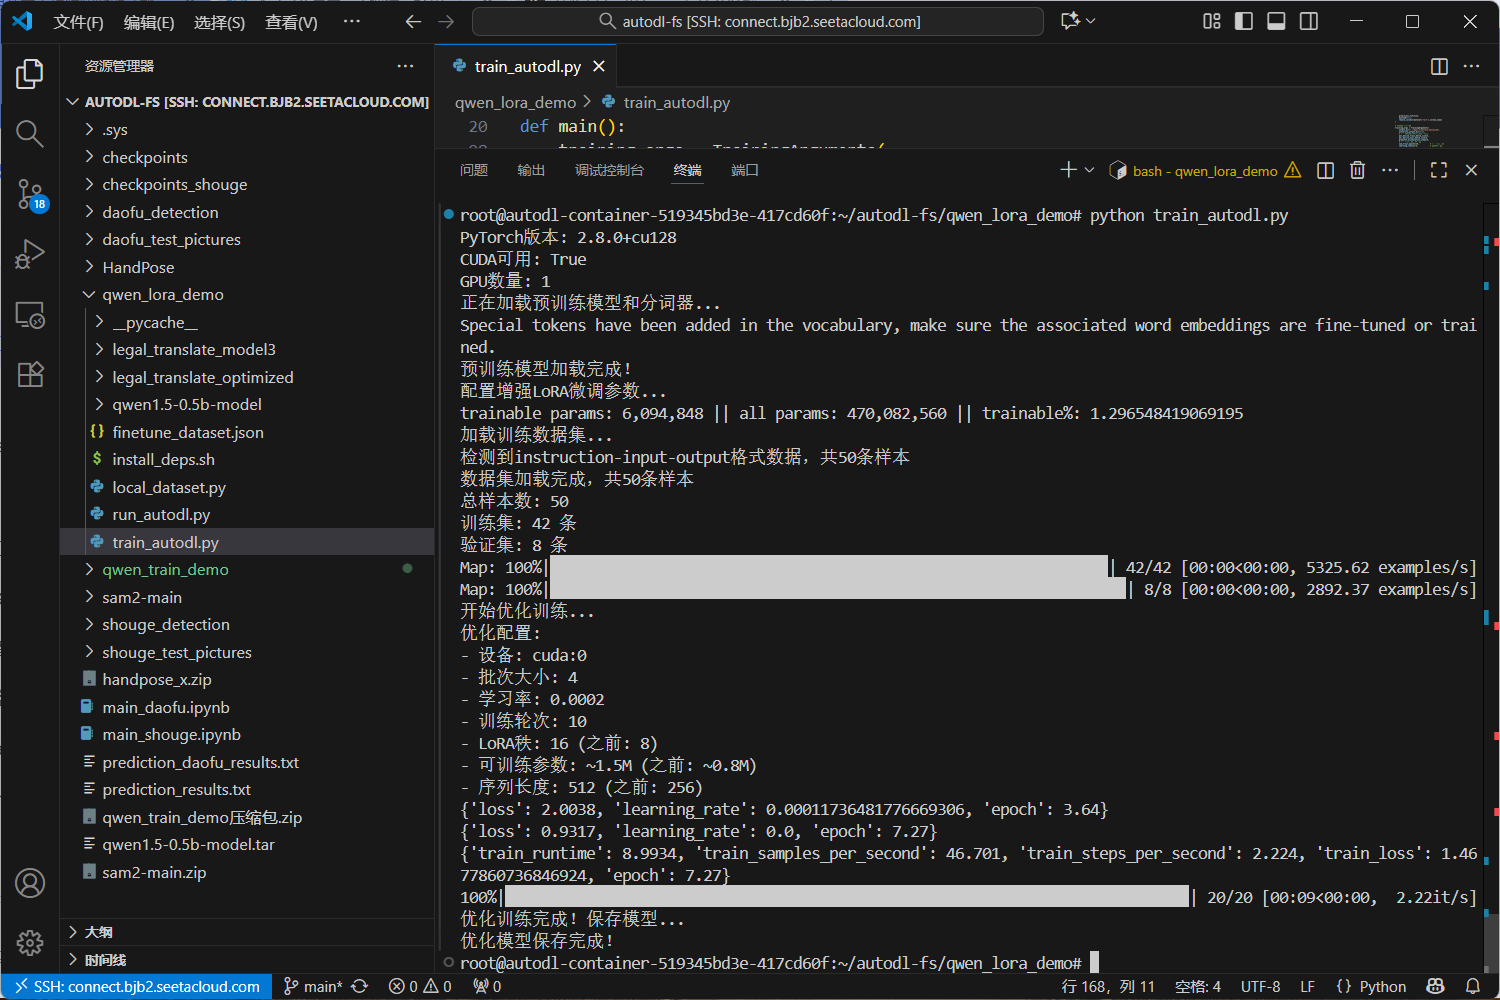 文件(F) 编辑(E) 选择(S) 查看(V) ··· autodl-fs [SSH: connect.bjb2.seetacloud.com]
资源管理器
AUTODL-FS [SSH: CONNECT.BJB2.SEETACLOUD.COM]
.sys
checkpoints
checkpoints_shouge
daofu_detection
daofu_test_pictures
HandPose
qwen_lora_demo
__pycache__
legal_translate_model3
legal_translate_optimized
qwen1.5-0.5b-model
finetune_dataset.json
install_deps.sh
local_dataset.py
run_autodl.py
train_autodl.py
qwen_train_demo
sam2-main
shouge_detection
shouge_test_pictures
handpose_x.zip
main_daofu.ipynb
main_shouge.ipynb
prediction_daofu_results.txt
prediction_results.txt
qwen_train_demo压缩包.zip
qwen1.5-0.5b-model.tar
sam2-main.zip
大纲
时间线
18
train_autodl.py
qwen_lora_demo > train_autodl.py
20 def main():
问题 输出 调试控制台 终端 端口 bash - qwen_lora_demo
root@autodl-container-519345bd3e-417cd60f:~/autodl-fs/qwen_lora_demo# python train_autodl.py
PyTorch版本: 2.8.0+cu128
CUDA可用: True
GPU数量: 1
正在加载预训练模型和分词器...
Special tokens have been added in the vocabulary, make sure the associated word embeddings are fine-tuned or trai
ned.
预训练模型加载完成!
配置增强LoRA微调参数...
trainable params: 6,094,848 || all params: 470,082,560 || trainable%: 1.296548419069195
加载训练数据集...
检测到instruction-input-output格式数据，共50条样本
数据集加载完成，共50条样本
总样本数: 50
训练集: 42 条
验证集: 8 条
Map: 100%| | 42/42 [00:00<00:00, 5325.62 examples/s]
Map: 100%| | 8/8 [00:00<00:00, 2892.37 examples/s]
开始优化训练...
优化配置:
- 设备: cuda:0
- 批次大小: 4
- 学习率: 0.0002
- 训练轮次: 10
- LoRA秩: 16 (之前: 8)
- 可训练参数: ~1.5M (之前: ~0.8M)
- 序列长度: 512 (之前: 256)
{'loss': 2.0038, 'learning_rate': 0.00011736481776669306, 'epoch': 3.64}
{'loss': 0.9317, 'learning_rate': 0.0, 'epoch': 7.27}
{'train_runtime': 8.9934, 'train_samples_per_second': 46.701, 'train_steps_per_second': 2.224, 'train_loss': 1.46
77860736846924, 'epoch': 7.27}
100%| | 20/20 [00:09<00:00, 2.22it/s]
优化训练完成! 保存模型...
优化模型保存完成!
root@autodl-container-519345bd3e-417cd60f:~/autodl-fs/qwen_lora_demo#
SSH: connect.bjb2.seetacloud.com main* 0 0 0 行 168，列 11 空格: 4 UTF-8 LF {} Python